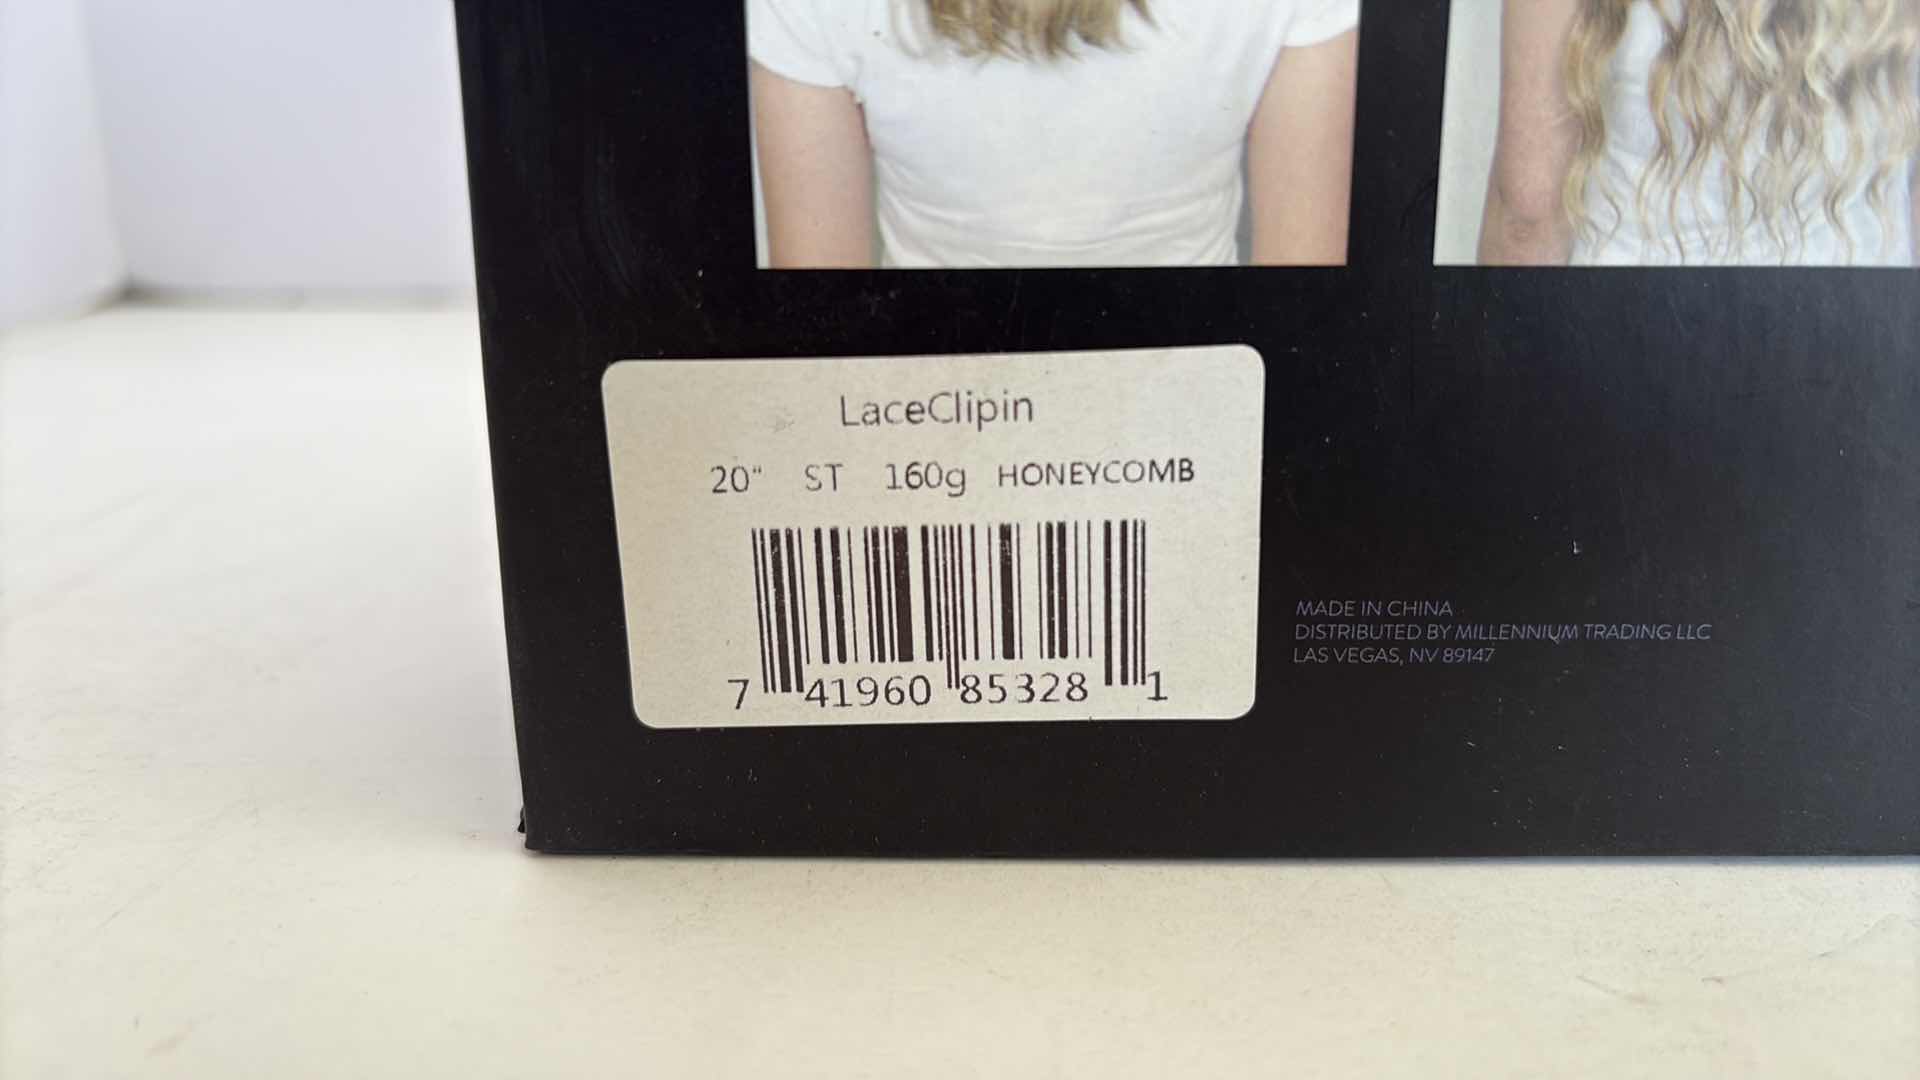 LaceClipin
20" ST 160g HONEYCOMB
7 41960 85328 1
MADE IN CHINA
DISTRIBUTED BY MILLENNIUM TRADING LLC
LAS VEGAS, NV 89147